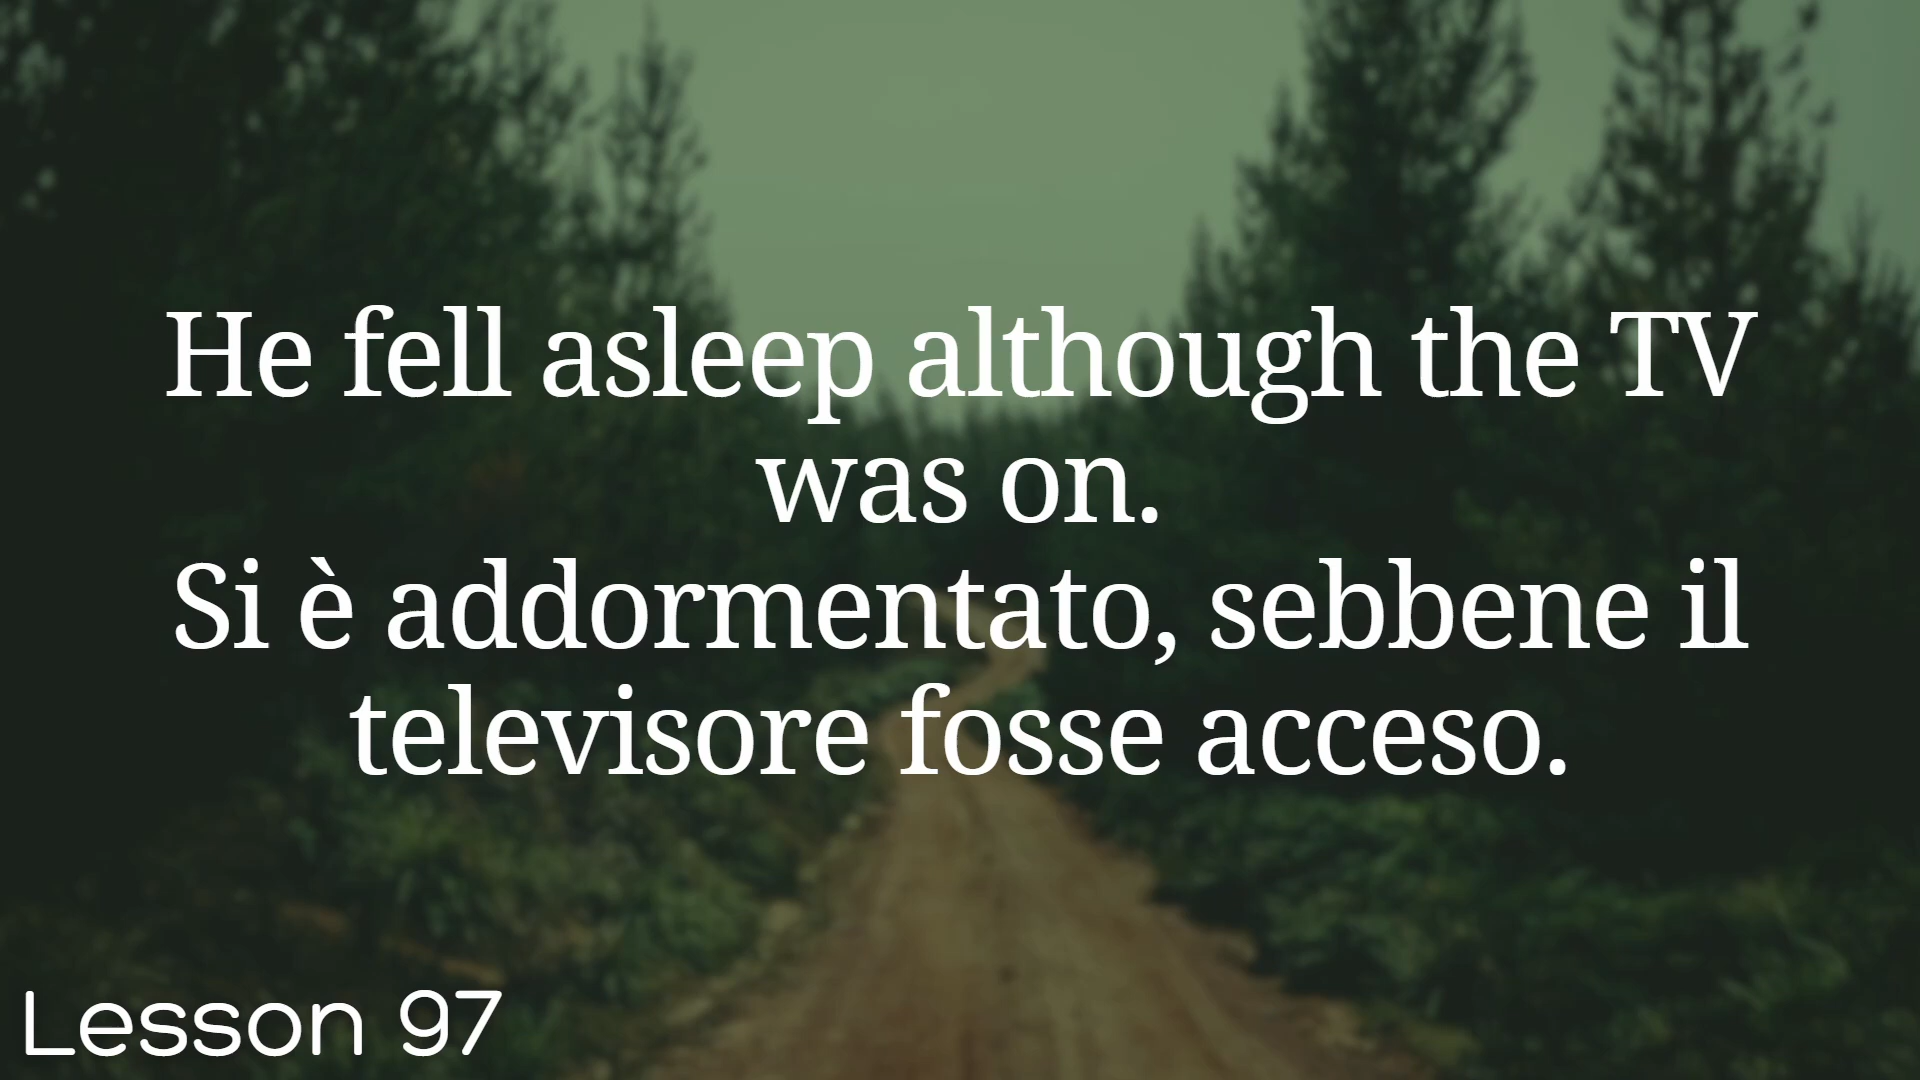 He fell asleep although the TV
was on.
Si è addormentato, sebbene il
televisore fosse acceso.
Lesson 97